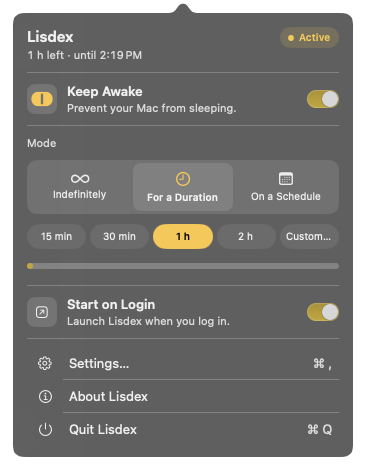 Lisdex
Active
1 h left · until 2:19 PM
Keep Awake
Prevent your Mac from sleeping.
Mode
Indefinitely
For a Duration
On a Schedule
15 min
30 min
1 h
2 h
Custom...
Start on Login
Launch Lisdex when you log in.
Settings... ⌘ ,
About Lisdex
Quit Lisdex ⌘ Q